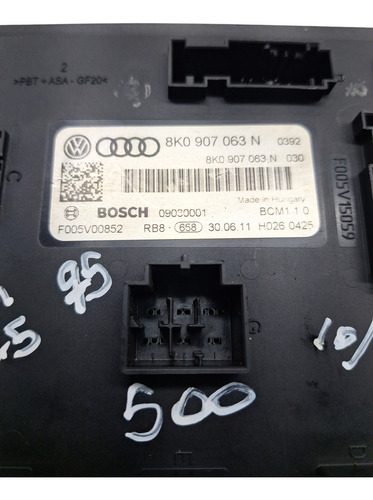 2
>PBT+ASA-GF20<
8K0 907 063 N 0392
8K0 907 063 N 030
Made in Hungary
BOSCH 09030001 BCM1 1.0
F005V00852 RB8- 658 30.06.11 H026 0425
F005V15059
C
95
500
E